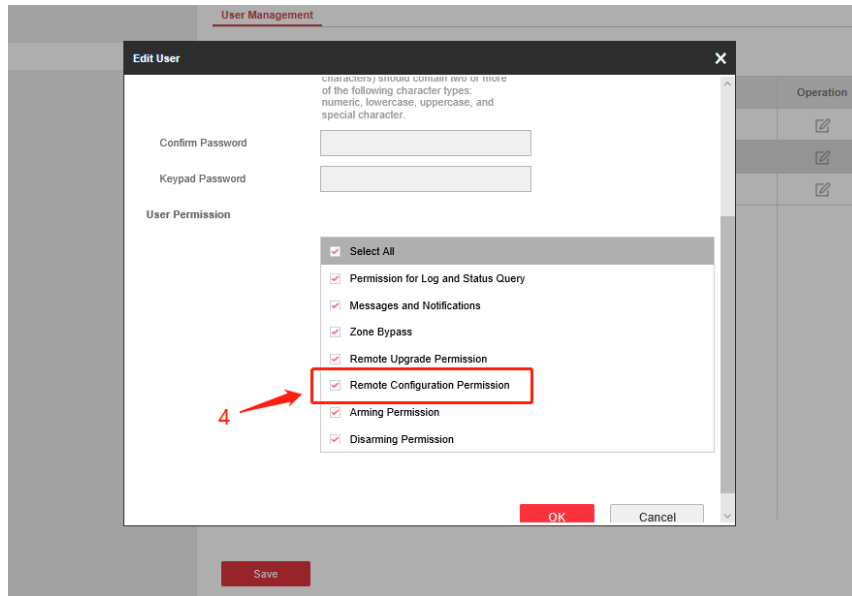 User Management
Edit User
characters) should contain two or more
of the following character types:
numeric, lowercase, uppercase, and
special character.
Operation
Confirm Password
Keypad Password
User Permission
Select All
Permission for Log and Status Query
Messages and Notifications
Zone Bypass
Remote Upgrade Permission
Remote Configuration Permission
4
Arming Permission
Disarming Permission
OK
Cancel
Save